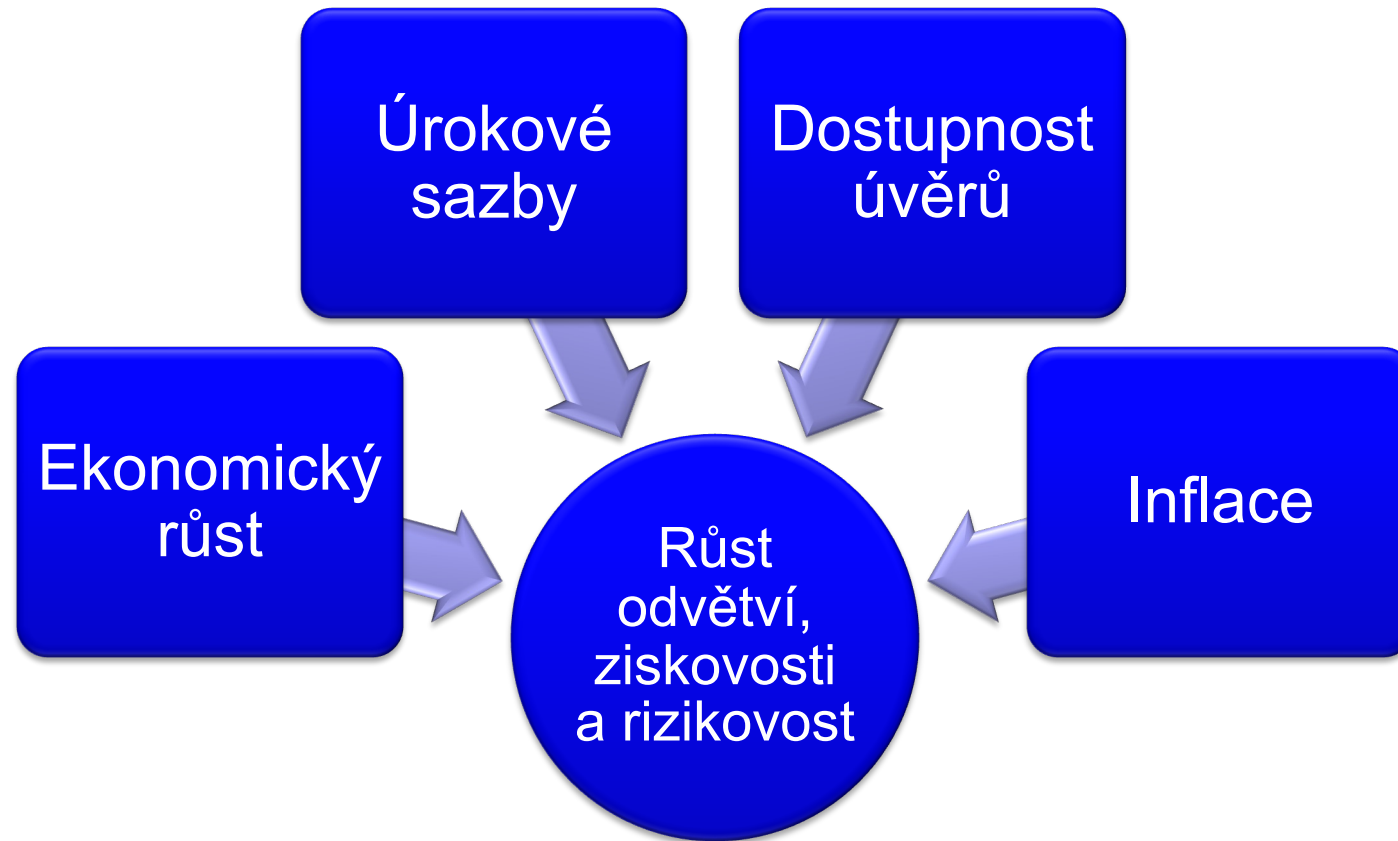 Úrokové
sazby
Dostupnost
úvěrů
Ekonomický
růst
Inflace
Růst
odvětví,
ziskovosti
a rizikovost